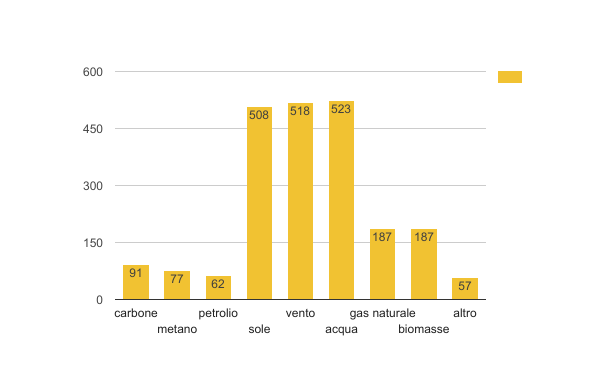 600
450
300
150
0
91
77
62
508
518
523
187
187
57
carbone
metano
petrolio
sole
vento
acqua
gas naturale
biomasse
altro